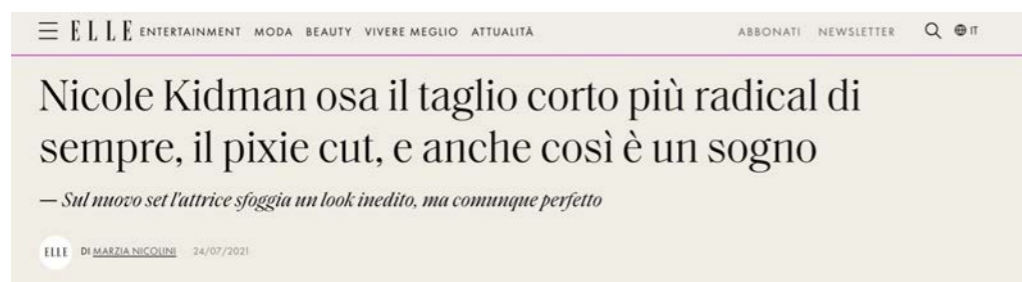 ELLE ENTERTAINMENT MODA BEAUTY VIVERE MEGLIO ATTUALITÀ ABBONATI NEWSLETTER IT
Nicole Kidman osa il taglio corto più radical di
sempre, il pixie cut, e anche così è un sogno
— Sul nuovo set l'attrice sfoggia un look inedito, ma comunque perfetto
ELLE DI MARZIA NICOLINI 24/07/2021